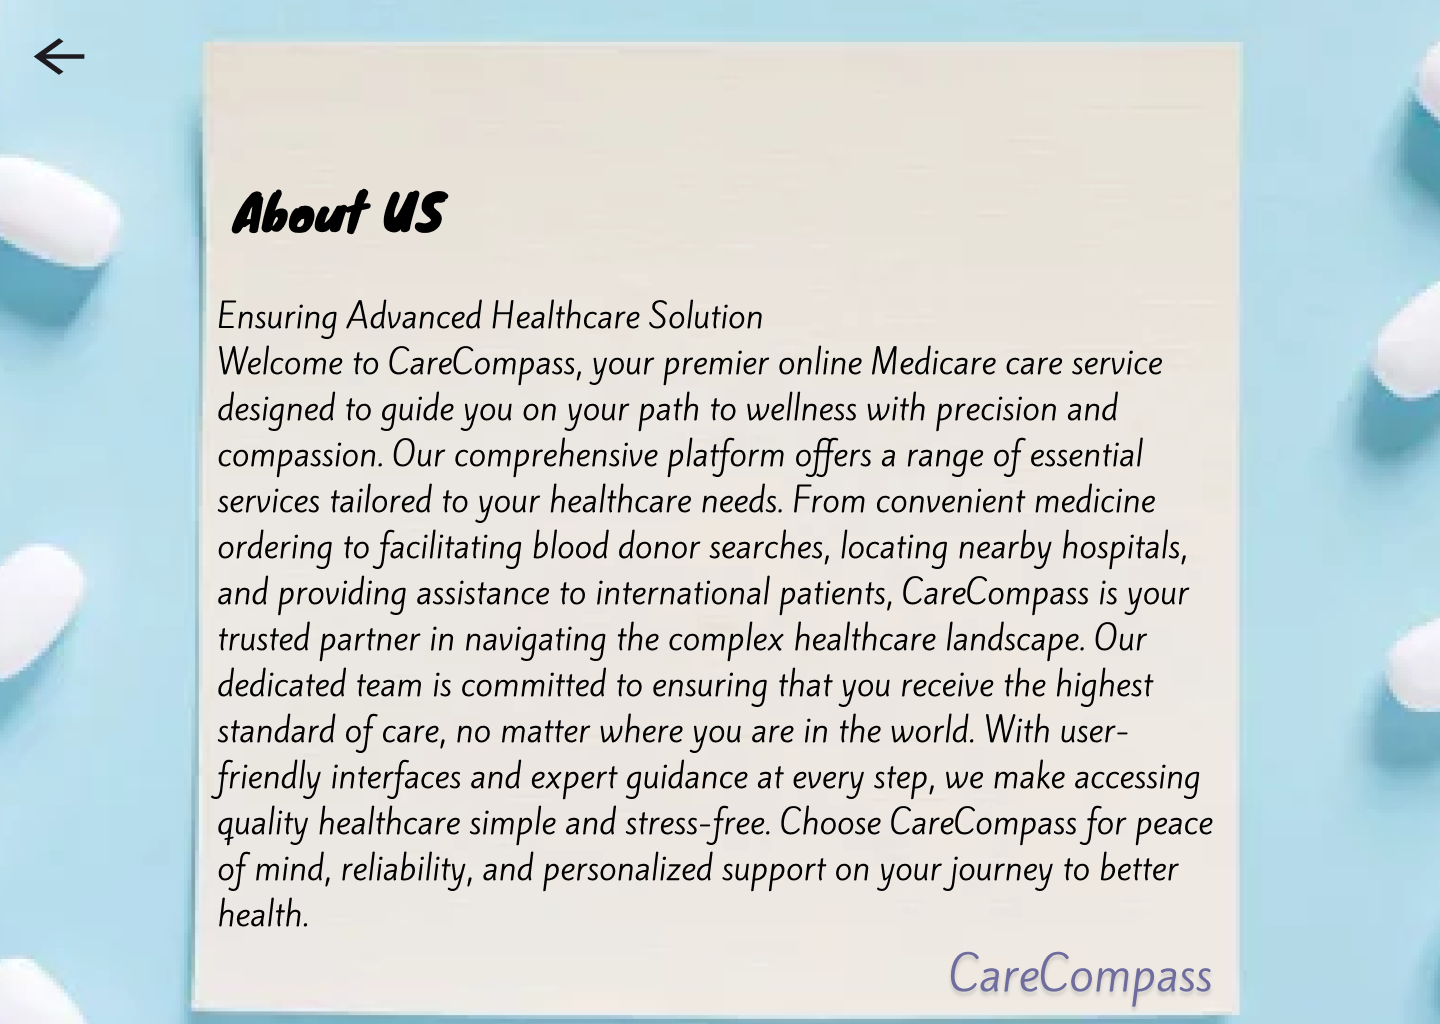 About US
Ensuring Advanced Healthcare Solution
Welcome to CareCompass, your premier online Medicare care service
designed to guide you on your path to wellness with precision and
compassion. Our comprehensive platform offers a range of essential
services tailored to your healthcare needs. From convenient medicine
ordering to facilitating blood donor searches, locating nearby hospitals,
and providing assistance to international patients, CareCompass is your
trusted partner in navigating the complex healthcare landscape. Our
dedicated team is committed to ensuring that you receive the highest
standard of care, no matter where you are in the world. With user-
friendly interfaces and expert guidance at every step, we make accessing
quality healthcare simple and stress-free. Choose CareCompass for peace
of mind, reliability, and personalized support on your journey to better
health.
CareCompass